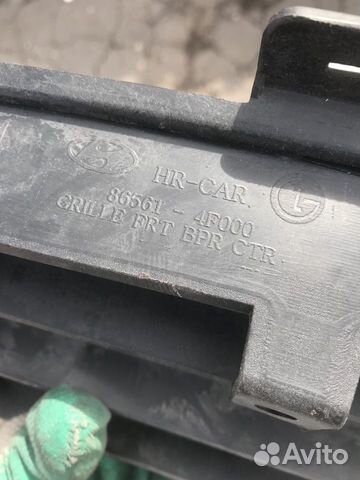 HR-CAR
86561-4F000
GRILLE FRT BPR CTR
Avito